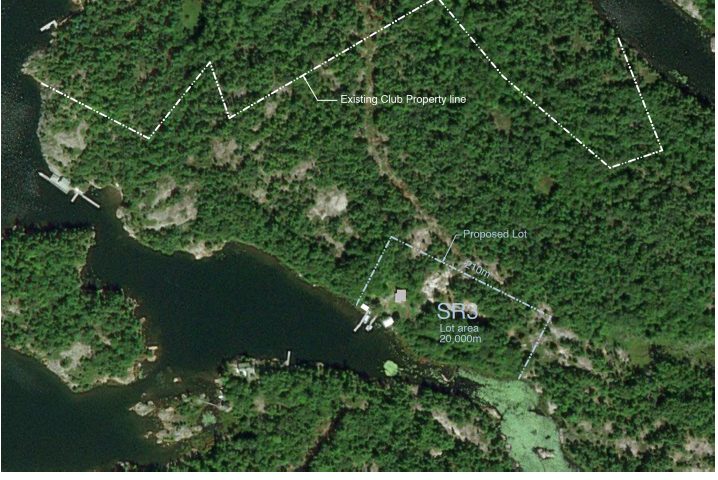 Existing Club Property line
Proposed Lot
210m
SR3
Lot area
20,000m